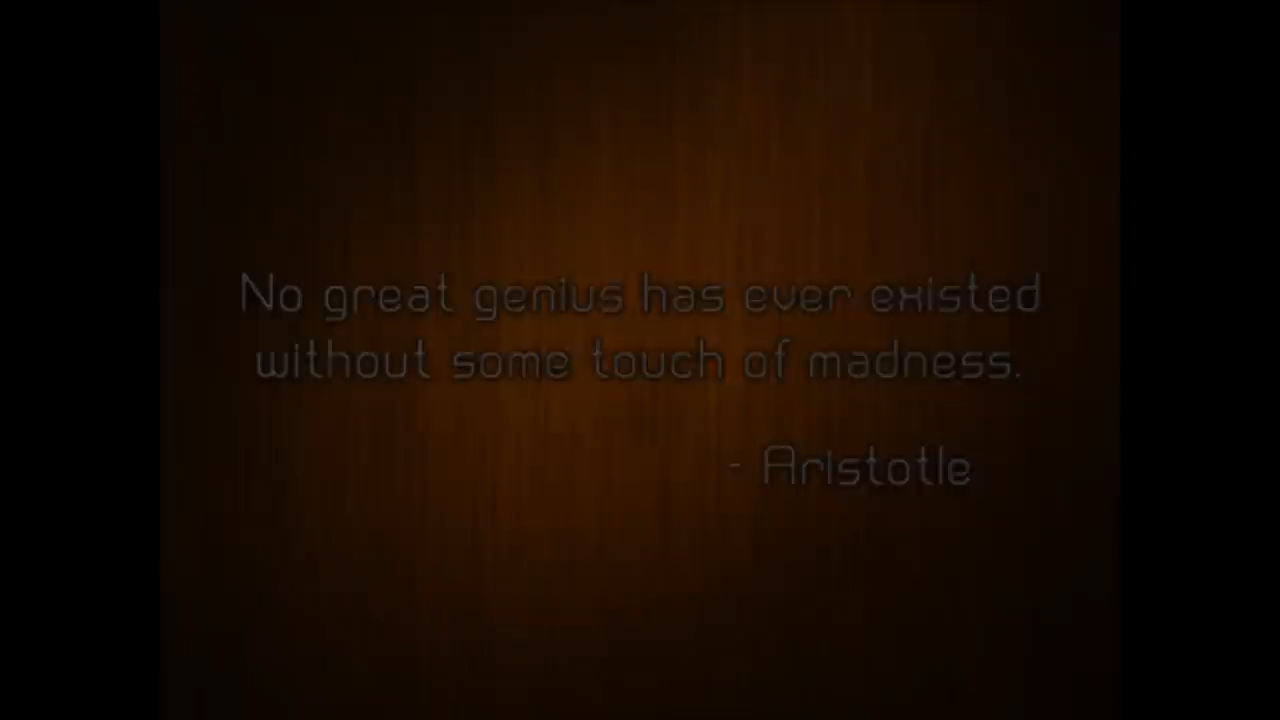 No great genius has ever existed
without some touch of madness.
- Aristotle